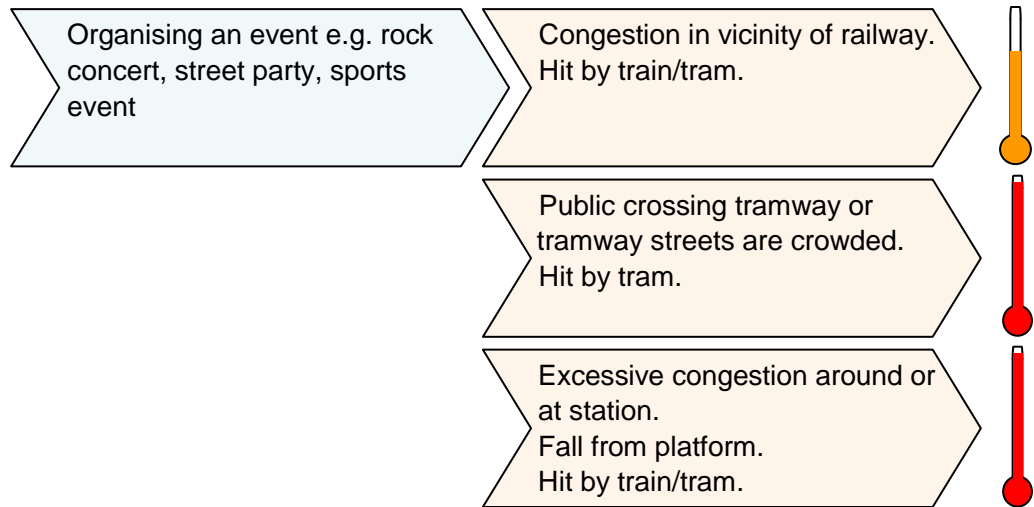 Organising an event e.g. rock
concert, street party, sports
event
Congestion in vicinity of railway.
Hit by train/tram.
Public crossing tramway or
tramway streets are crowded.
Hit by tram.
Excessive congestion around or
at station.
Fall from platform.
Hit by train/tram.